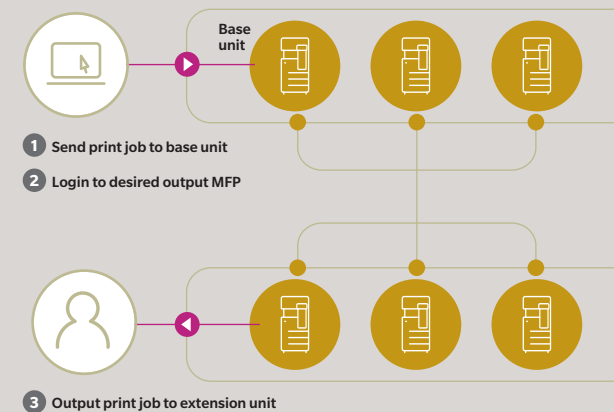 Base
unit
1 Send print job to base unit
2 Login to desired output MFP
3 Output print job to extension unit